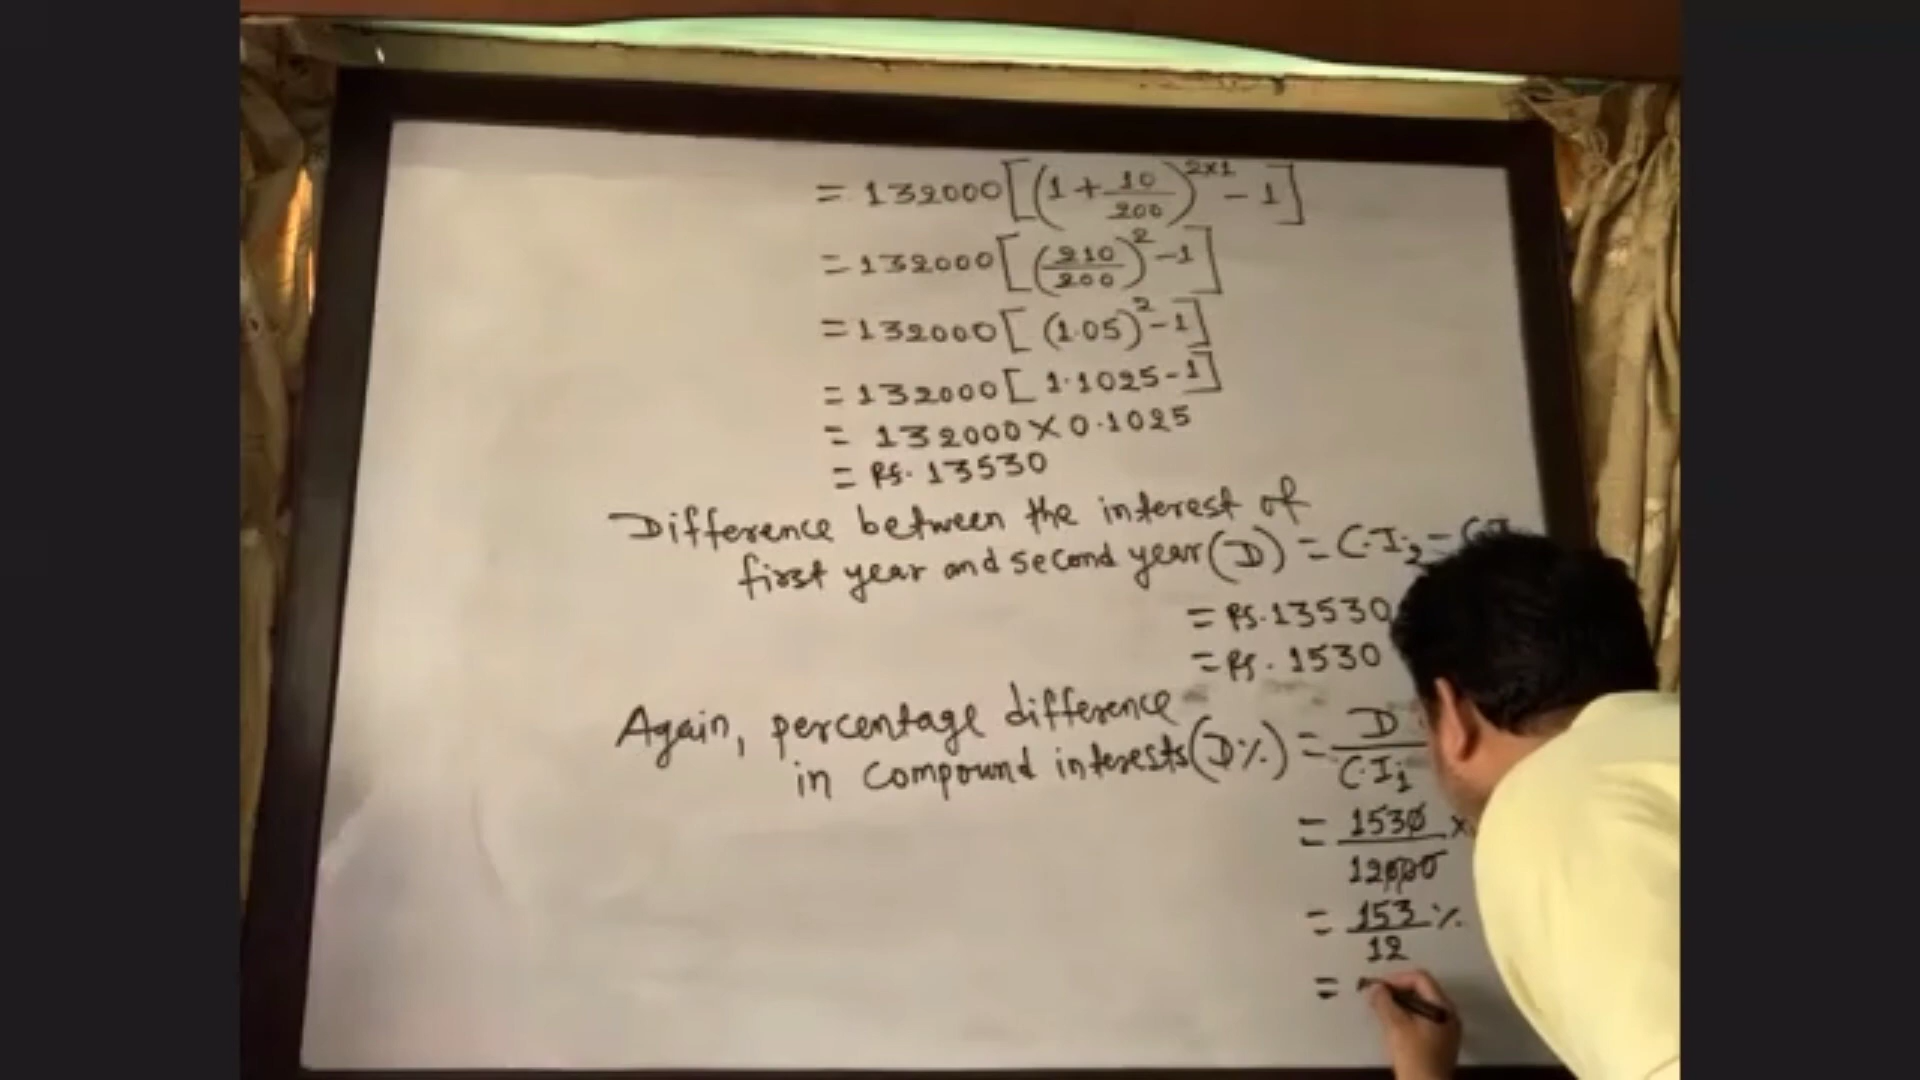 = 132000[(1+10/200)^2×1 - 1]
= 132000[(210/200)^2 - 1]
= 132000[(1.05)^2 - 1]
= 132000[1.1025-1]
= 132000 × 0.1025
= Rs. 13530
Difference between the interest of
first year and second year (D) = C.I2 -
= Rs. 13530
= Rs. 1530
Again, percentage difference
in compound interests (D%) = D/C.I1
= 1530/12000 ×
= 153/12 %
=